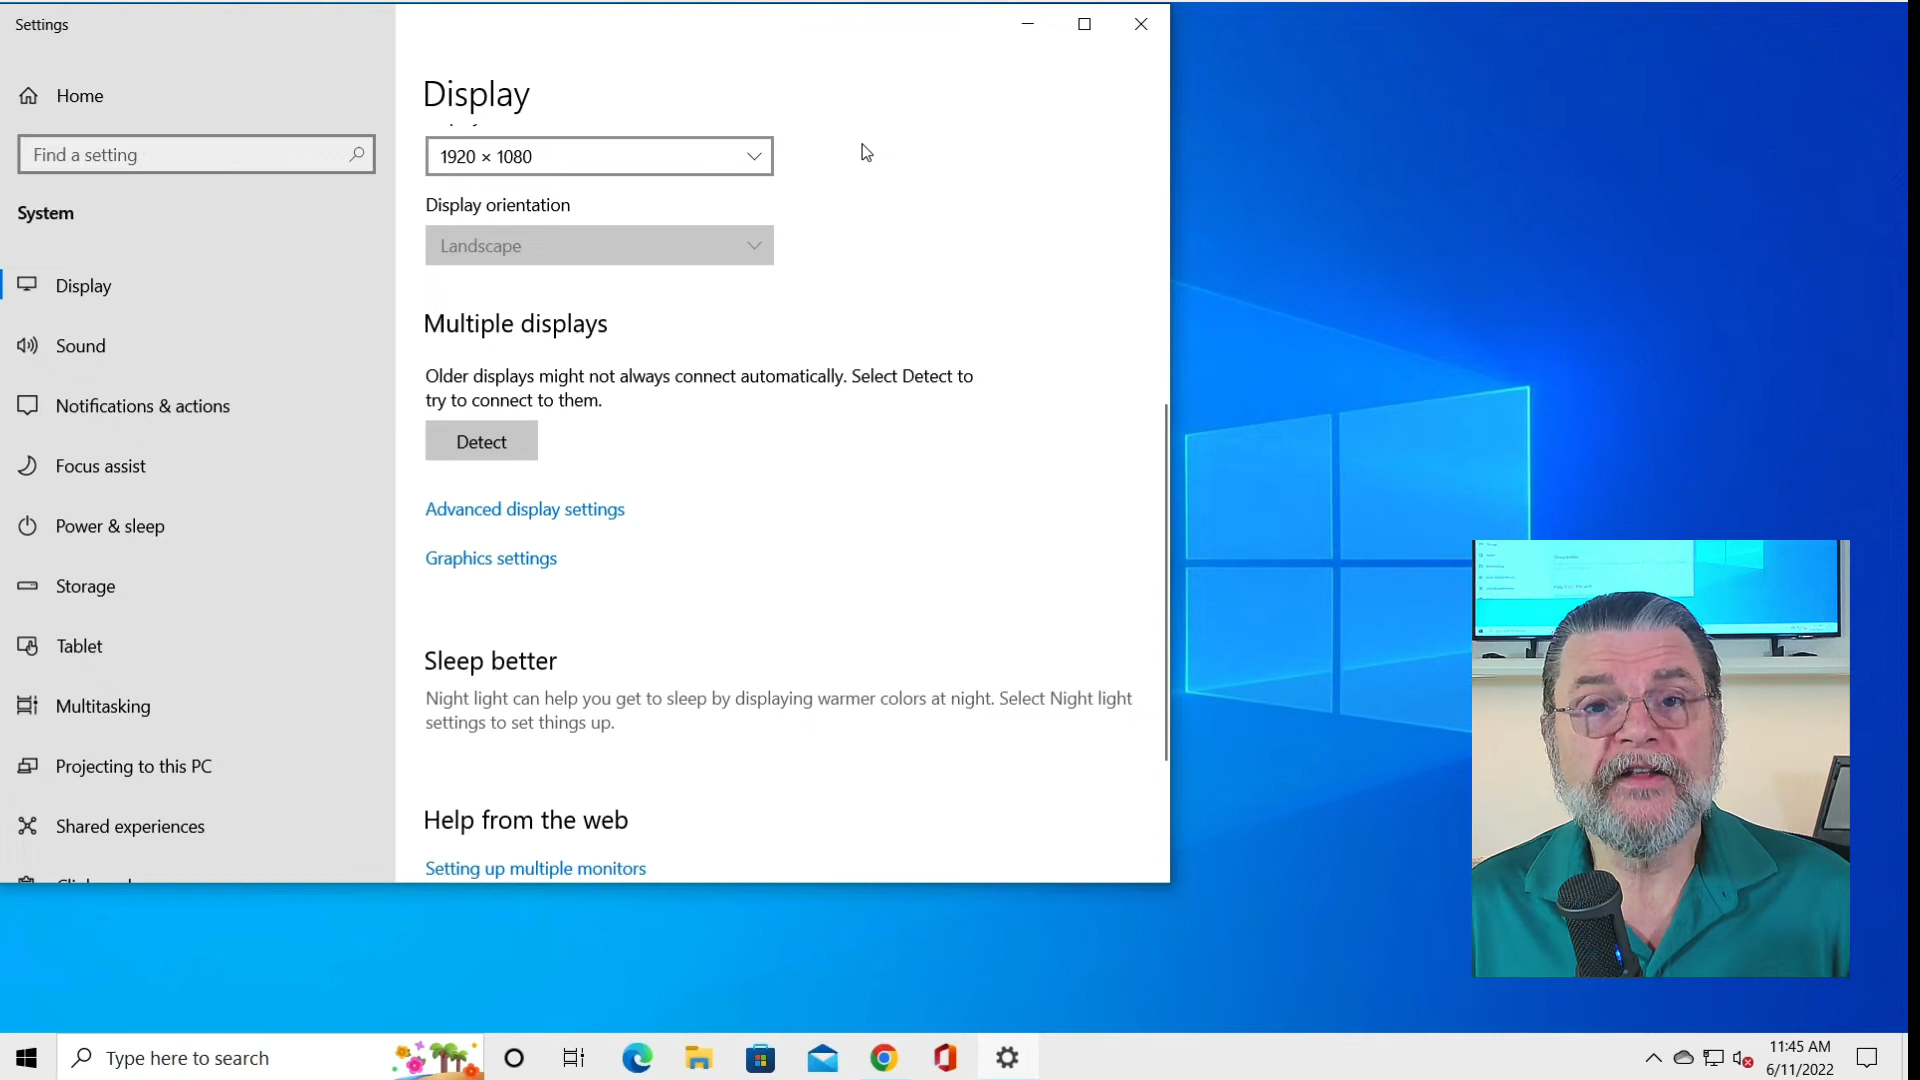 Settings
Home
Find a setting
System
Display
Sound
Notifications & actions
Focus assist
Power & sleep
Storage
Tablet
Multitasking
Projecting to this PC
Shared experiences
Display
1920 × 1080
Display orientation
Landscape
Multiple displays
Older displays might not always connect automatically. Select Detect to
try to connect to them.
Detect
Advanced display settings
Graphics settings
Sleep better
Night light can help you get to sleep by displaying warmer colors at night. Select Night light
settings to set things up.
Help from the web
Setting up multiple monitors
Type here to search
11:45 AM
6/11/2022